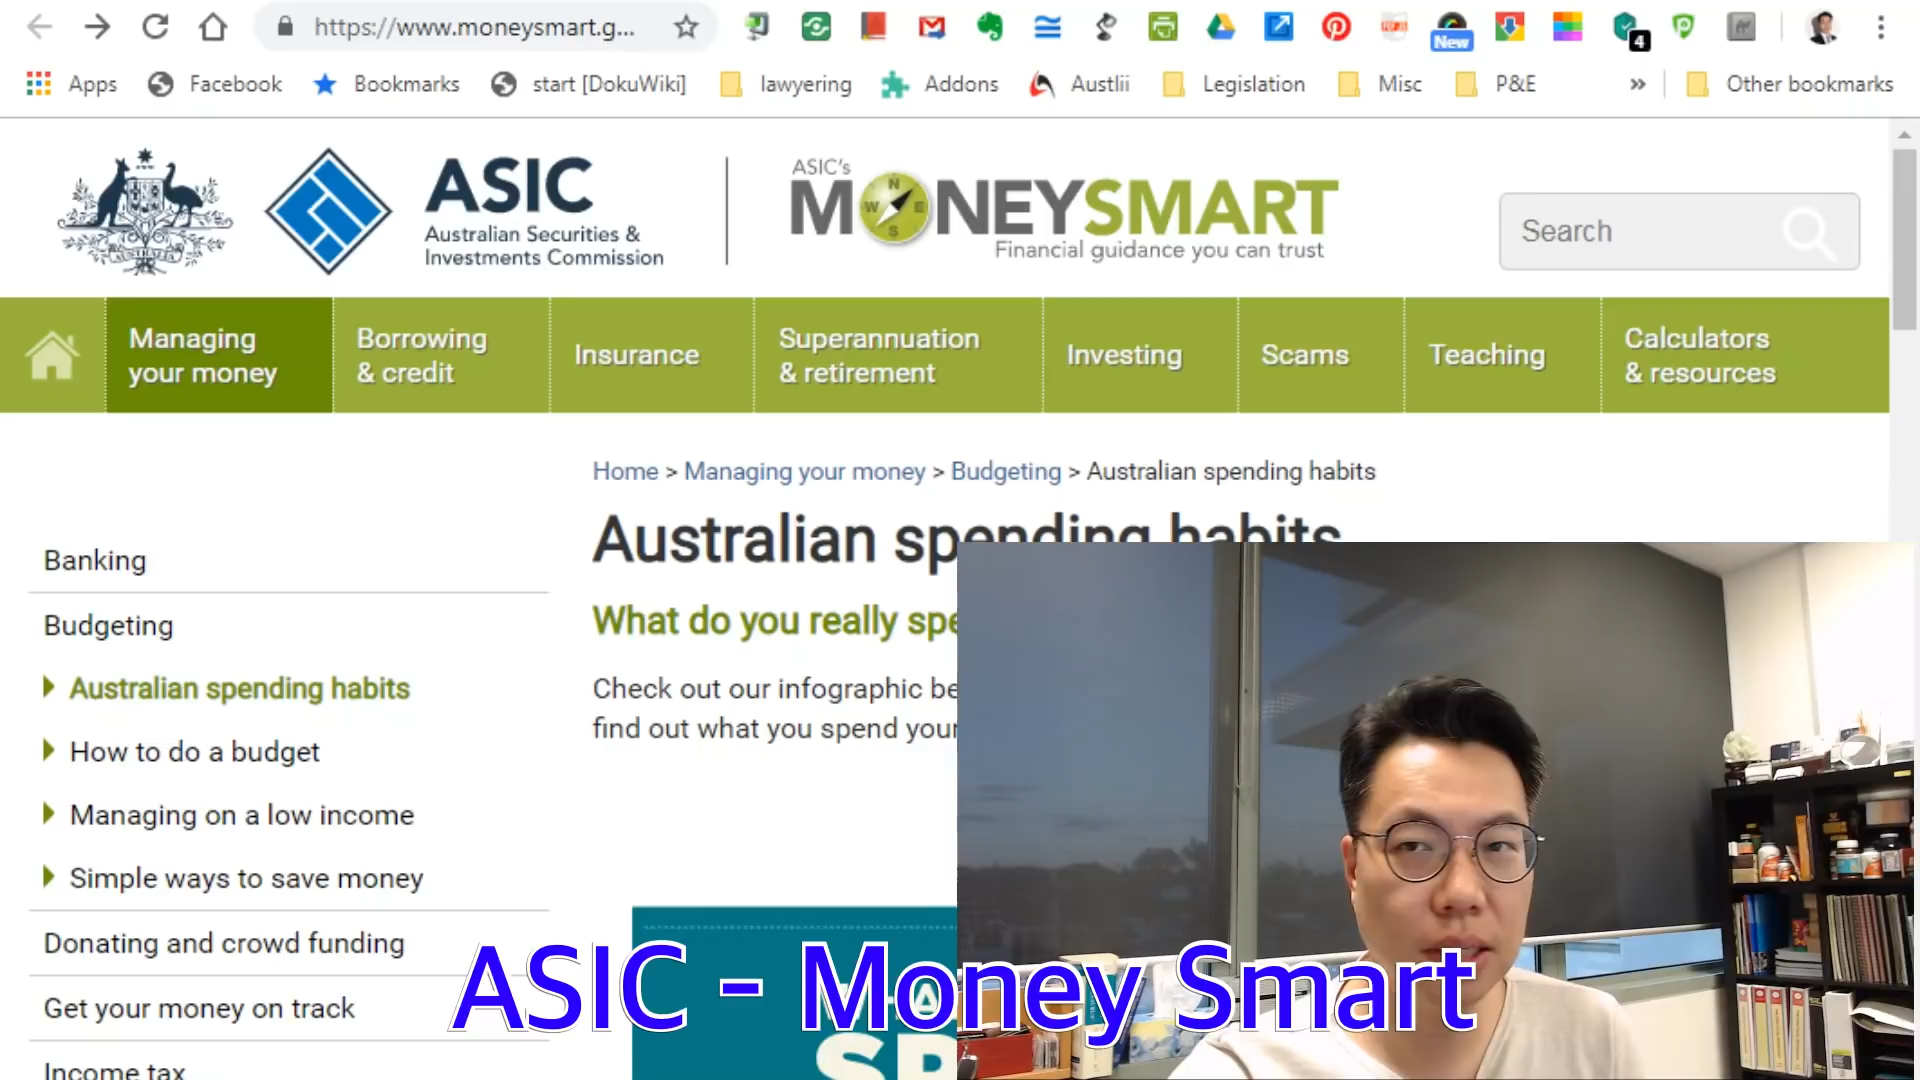 https://www.moneysmart.g...
New
4
Apps
Facebook
Bookmarks
start [DokuWiki]
lawyering
Addons
Austlii
Legislation
Misc
P&E
»
Other bookmarks
AUSTRALIA
ASIC
Australian Securities &
Investments Commission
ASIC's
MONEYSMART
N
W E
S
Financial guidance you can trust
Search
Managing
your money
Borrowing
& credit
Insurance
Superannuation
& retirement
Investing
Scams
Teaching
Calculators
& resources
Home > Managing your money > Budgeting > Australian spending habits
Australian spending habits
What do you really spe
Check out our infographic be
find out what you spend your
Banking
Budgeting
Australian spending habits
How to do a budget
Managing on a low income
Simple ways to save money
Donating and crowd funding
Get your money on track
Income tax
ASIC - Money Smart